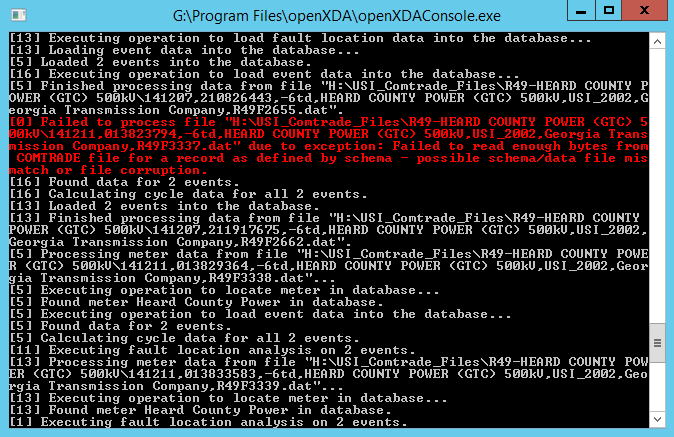 G:\Program Files\openXDA\openXDAConsole.exe
[13] Executing operation to load fault location data into the database...
[13] Loading event data into the database...
[5] Loaded 2 events into the database.
[16] Executing operation to load event data into the database...
[5] Finished processing data from file "H:\USI_Comtrade_Files\R49-HEARD COUNTY P
OWER (GTC) 500kV\141207,210826443,-6td,HEARD COUNTY POWER (GTC) 500kV,USI_2002,G
eorgia Transmission Company,R49F2655.dat".
[0] Failed to process file "H:\USI_Comtrade_Files\R49-HEARD COUNTY POWER (GTC) 5
00kV\141211,013823794,-6td,HEARD COUNTY POWER (GTC) 500kV,USI_2002,Georgia Trans
mission Company,R49F3337.dat" due to exception: Failed to read enough bytes from
 COMTRADE file for a record as defined by schema - possible schema/data file mis
match or file corruption.
[16] Found data for 2 events.
[16] Calculating cycle data for all 2 events.
[13] Loaded 2 events into the database.
[13] Finished processing data from file "H:\USI_Comtrade_Files\R49-HEARD COUNTY
POWER (GTC) 500kV\141207,211917675,-6td,HEARD COUNTY POWER (GTC) 500kV,USI_2002,
Georgia Transmission Company,R49F2662.dat".
[5] Processing meter data from file "H:\USI_Comtrade_Files\R49-HEARD COUNTY POWE
R (GTC) 500kV\141211,013829364,-6td,HEARD COUNTY POWER (GTC) 500kV,USI_2002,Geor
gia Transmission Company,R49F3338.dat"...
[5] Executing operation to locate meter in database...
[5] Found meter Heard County Power in database.
[5] Executing operation to load event data into the database...
[5] Found data for 2 events.
[5] Calculating cycle data for all 2 events.
[11] Executing fault location analysis on 2 events.
[13] Processing meter data from file "H:\USI_Comtrade_Files\R49-HEARD COUNTY POW
ER (GTC) 500kV\141211,013833583,-6td,HEARD COUNTY POWER (GTC) 500kV,USI_2002,Geo
rgia Transmission Company,R49F3339.dat"...
[13] Executing operation to locate meter in database...
[13] Found meter Heard County Power in database.
[1] Executing fault location analysis on 2 events.